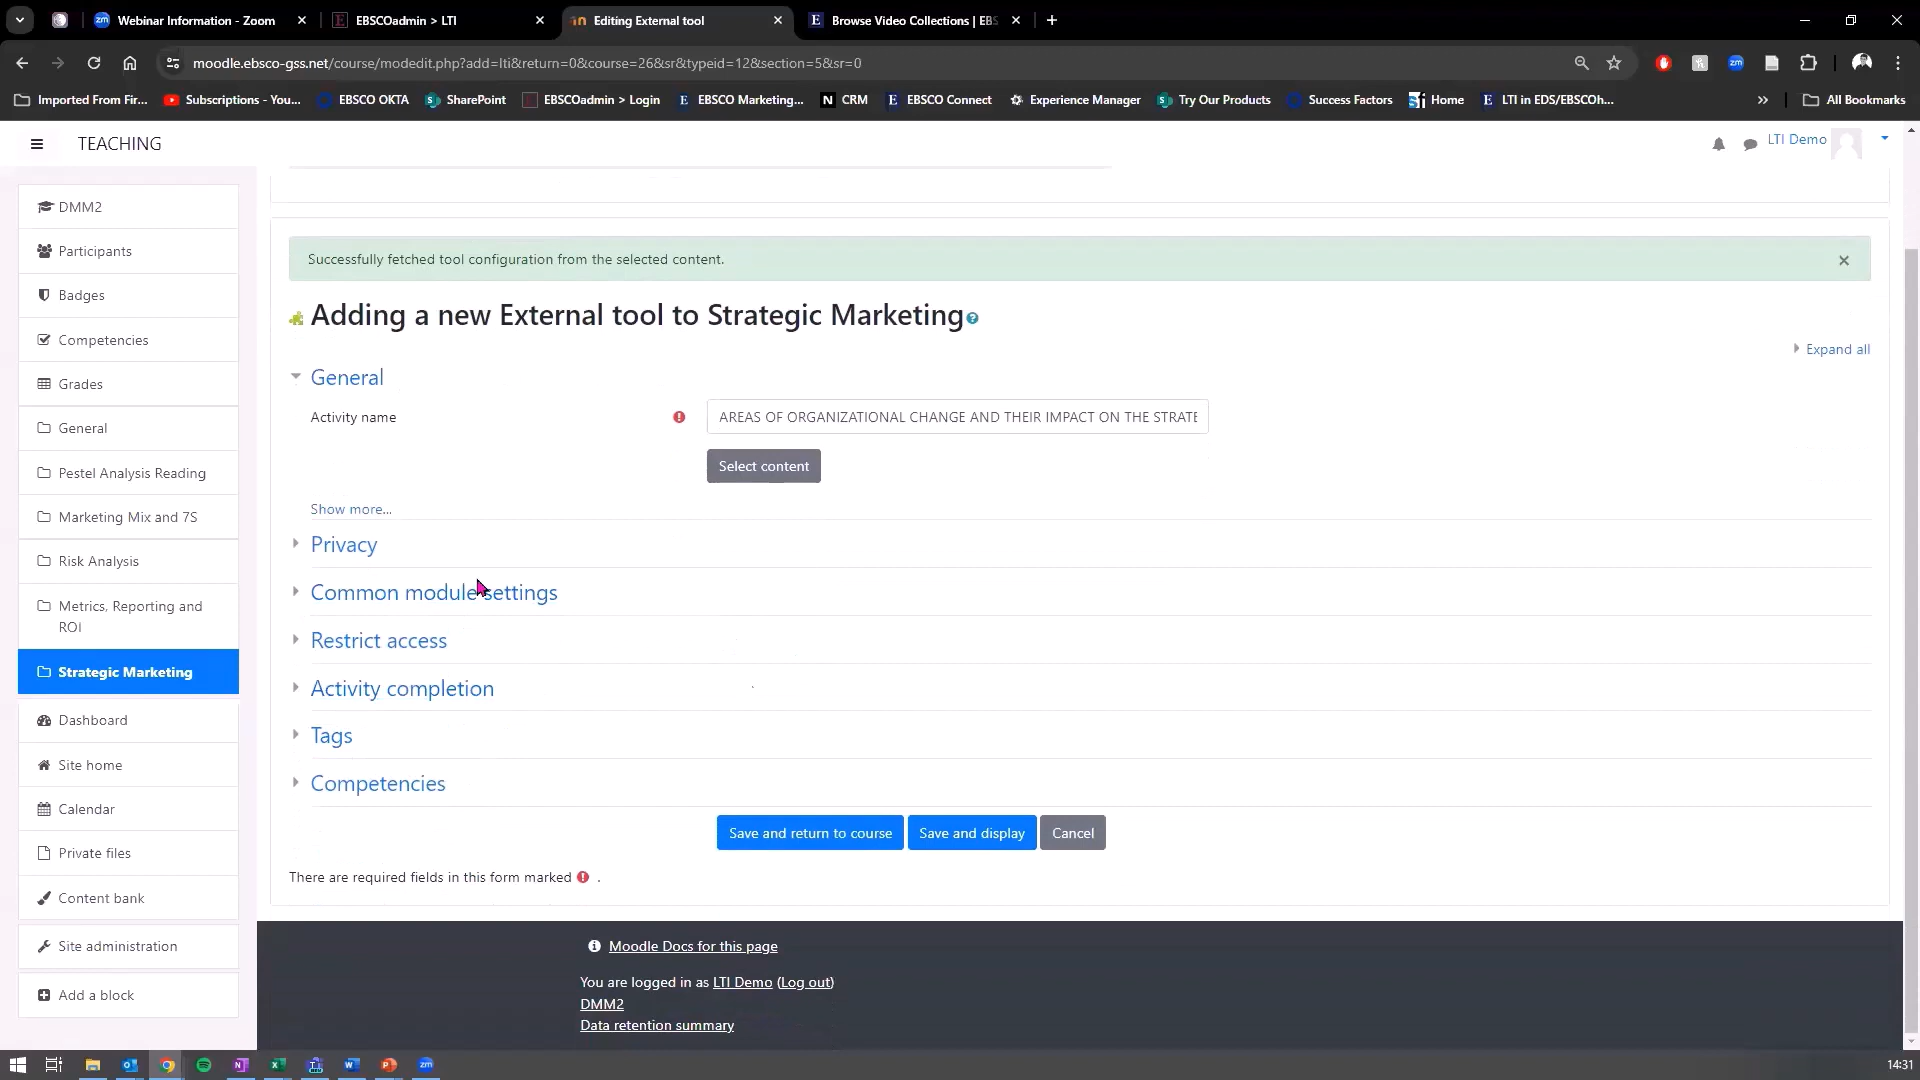 Webinar Information - Zoom
EBSCOadmin > LTI
Editing External tool
Browse Video Collections | EBS
moodle.ebsco-gss.net/course/modedit.php?add=lti&return=0&course=26&sr&typeid=12&section=5&sr=0
Imported From Fir...
Subscriptions - You...
EBSCO OKTA
SharePoint
EBSCOadmin > Login
EBSCO Marketing...
CRM
EBSCO Connect
Experience Manager
Try Our Products
Success Factors
Home
LTI in EDS/EBSCOh...
All Bookmarks
TEACHING
LTI Demo
DMM2
Participants
Badges
Competencies
Grades
General
Pestel Analysis Reading
Marketing Mix and 7S
Risk Analysis
Metrics, Reporting and
ROI
Strategic Marketing
Dashboard
Site home
Calendar
Private files
Content bank
Site administration
Add a block
Successfully fetched tool configuration from the selected content.
Adding a new External tool to Strategic Marketing
Expand all
General
Activity name
AREAS OF ORGANIZATIONAL CHANGE AND THEIR IMPACT ON THE STRATE
Select content
Show more...
Privacy
Common module settings
Restrict access
Activity completion
Tags
Competencies
Save and return to course
Save and display
Cancel
There are required fields in this form marked .
Moodle Docs for this page
You are logged in as LTI Demo (Log out)
DMM2
Data retention summary
14:31